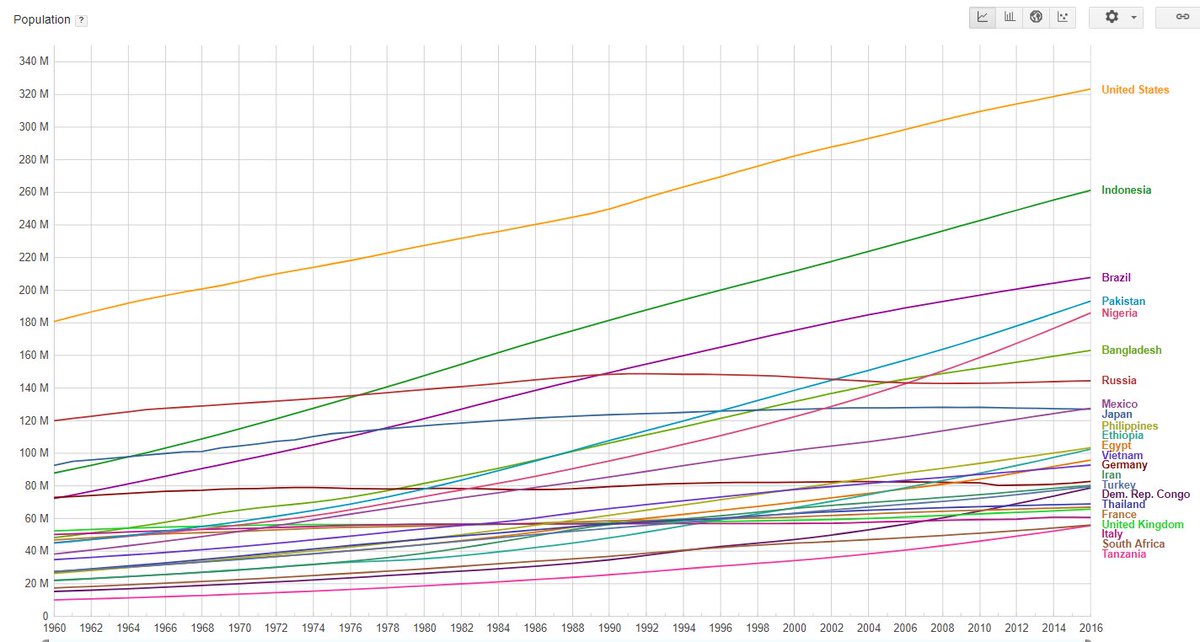 Population ?
340 M
320 M
300 M
280 M
260 M
240 M
220 M
200 M
180 M
160 M
140 M
120 M
100 M
80 M
60 M
40 M
20 M
0
1960 1962 1964 1966 1968 1970 1972 1974 1976 1978 1980 1982 1984 1986 1988 1990 1992 1994 1996 1998 2000 2002 2004 2006 2008 2010 2012 2014 2016
United States
Indonesia
Brazil
Pakistan
Nigeria
Bangladesh
Russia
Mexico
Japan
Philippines
Ethiopia
Egypt
Vietnam
Germany
Iran
Turkey
Dem. Rep. Congo
Thailand
France
United Kingdom
Italy
South Africa
Tanzania